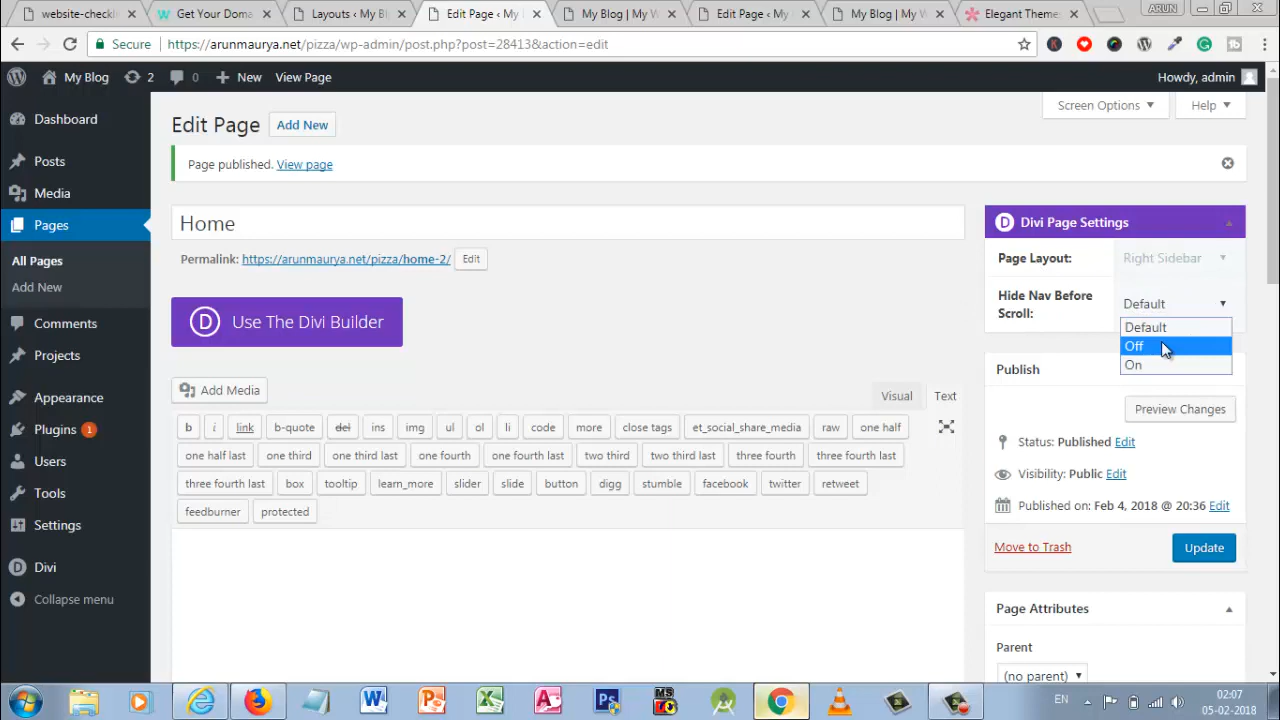 website-checkli
Get Your Doma
Layouts ‹ My Bl
Edit Page ‹ My
My Blog | My W
Edit Page ‹ My
My Blog | My W
Elegant Theme
ARUN
Secure
https://arunmaurya.net/pizza/wp-admin/post.php?post=28413&action=edit
My Blog
2
0
New
View Page
Howdy, admin
Screen Options
Help
Dashboard
Posts
Media
Pages
All Pages
Add New
Comments
Projects
Appearance
Plugins 1
Users
Tools
Settings
Divi
Collapse menu
Edit Page
Add New
Page published. View page
Home
Permalink: https://arunmaurya.net/pizza/home-2/ Edit
D Use The Divi Builder
Add Media
Visual
Text
b i link b-quote del ins img ul ol li code more close tags et_social_share_media raw one half
one half last one third one third last one fourth one fourth last two third two third last three fourth three fourth last
three fourth last box tooltip learn_more slider slide button digg stumble facebook twitter retweet
feedburner protected
D Divi Page Settings
Page Layout: Right Sidebar
Hide Nav Before
Scroll:
Default
Default
Off
On
Publish
Preview Changes
Status: Published Edit
Visibility: Public Edit
Published on: Feb 4, 2018 @ 20:36 Edit
Move to Trash
Update
Page Attributes
Parent
(no parent)
EN
02:07
05-02-2018